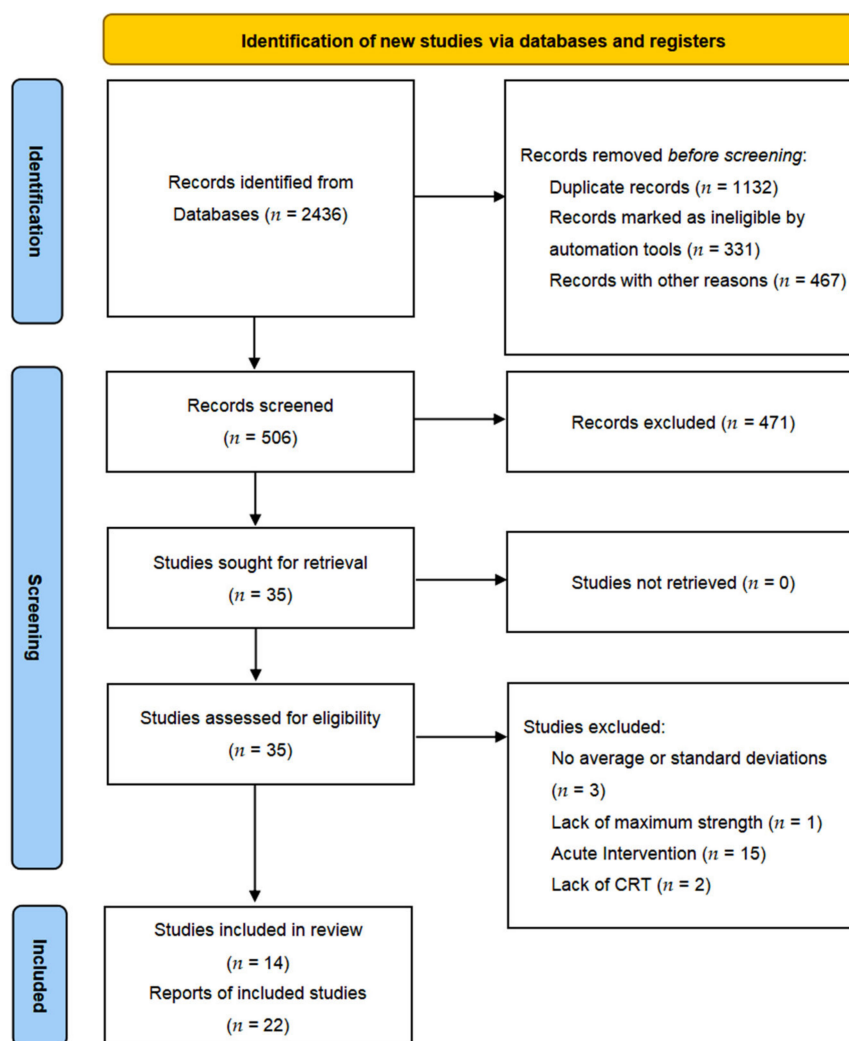 Identification of new studies via databases and registers
Identification
Records identified from
Databases (n = 2436)
Records removed before screening:
Duplicate records (n = 1132)
Records marked as ineligible by
automation tools (n = 331)
Records with other reasons (n = 467)
Screening
Records screened
(n = 506)
Records excluded (n = 471)
Studies sought for retrieval
(n = 35)
Studies not retrieved (n = 0)
Studies assessed for eligibility
(n = 35)
Studies excluded:
No average or standard deviations
(n = 3)
Lack of maximum strength (n = 1)
Acute Intervention (n = 15)
Lack of CRT (n = 2)
Included
Studies included in review
(n = 14)
Reports of included studies
(n = 22)